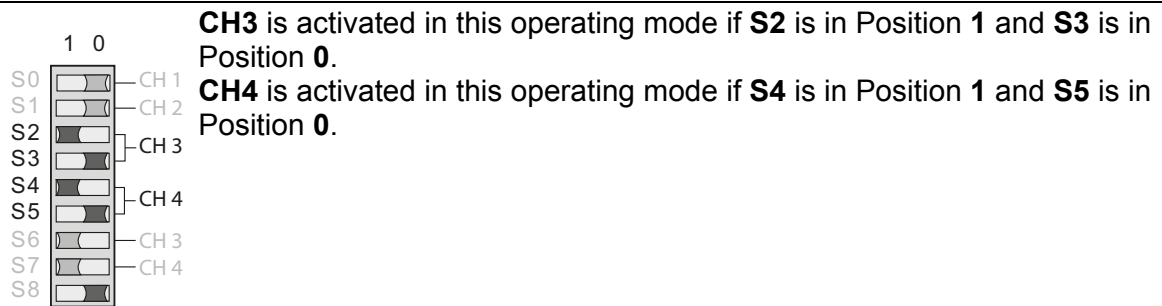 CH3 is activated in this operating mode if S2 is in Position 1 and S3 is in
Position 0.
CH4 is activated in this operating mode if S4 is in Position 1 and S5 is in
Position 0.
1 0
S0 CH 1
S1 CH 2
S2
CH 3
S3
S4
CH 4
S5
S6 CH 3
S7 CH 4
S8